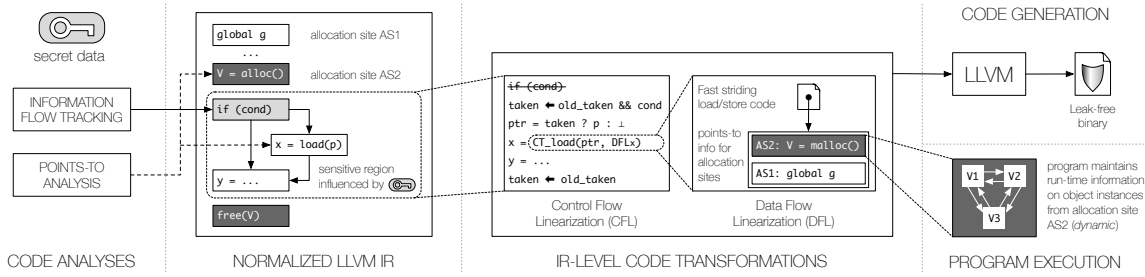 secret data
INFORMATION
FLOW TRACKING
POINTS-TO
ANALYSIS
CODE ANALYSES
global g
allocation site AS1
...
V = alloc()
allocation site AS2
if (cond)
x = load(p)
y = ...
sensitive region
influenced by
free(V)
NORMALIZED LLVM IR
if (cond)
taken ← old_taken && cond
ptr = taken ? p : ⊥
x = CT_load(ptr, DFLx)
y = ...
taken ← old_taken
Control Flow
Linearization (CFL)
Fast striding
load/store code
points-to
info for
allocation
sites
AS2: V = malloc()
AS1: global g
Data Flow
Linearization (DFL)
IR-LEVEL CODE TRANSFORMATIONS
CODE GENERATION
LLVM
Leak-free
binary
V1
V2
V3
program maintains
run-time information
on object instances
from allocation site
AS2 (dynamic)
PROGRAM EXECUTION